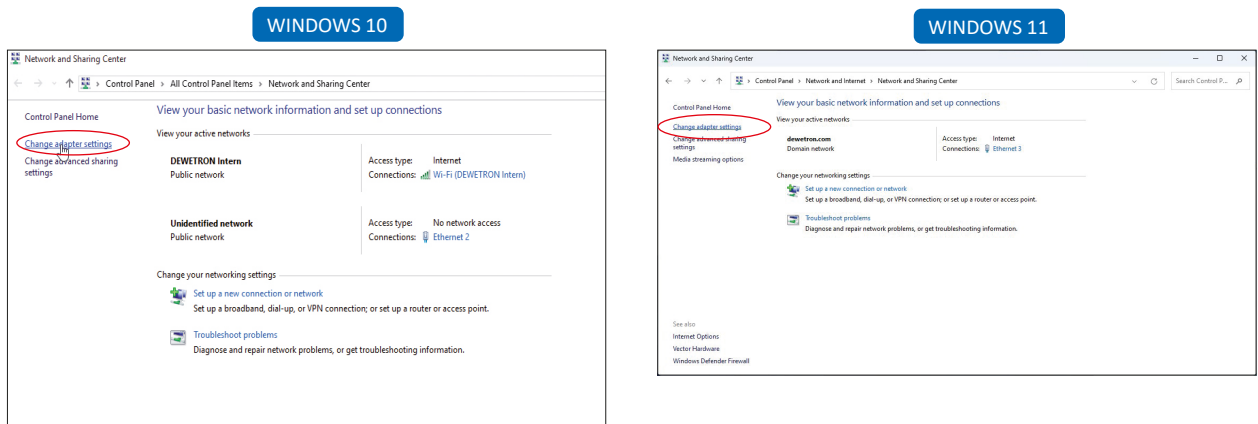 WINDOWS 10
Network and Sharing Center
Control Panel > All Control Panel Items > Network and Sharing Center
Control Panel Home
Change adapter settings
Change advanced sharing
settings
View your basic network information and set up connections
View your active networks
DEWETRON Intern
Public network
Access type: Internet
Connections: Wi-Fi (DEWETRON Intern)
Unidentified network
Public network
Access type: No network access
Connections: Ethernet 2
Change your networking settings
Set up a new connection or network
Set up a broadband, dial-up, or VPN connection; or set up a router or access point.
Troubleshoot problems
Diagnose and repair network problems, or get troubleshooting information.
WINDOWS 11
Network and Sharing Center
Control Panel > Network and Internet > Network and Sharing Center
Search Control P...
Control Panel Home
Change adapter settings
Change advanced sharing
settings
Media streaming options
View your basic network information and set up connections
View your active networks
dewetron.com
Domain network
Access type: Internet
Connections: Ethernet 3
Change your networking settings
Set up a new connection or network
Set up a broadband, dial-up, or VPN connection; or set up a router or access point.
Troubleshoot problems
Diagnose and repair network problems, or get troubleshooting information.
See also
Internet Options
Vector Hardware
Windows Defender Firewall